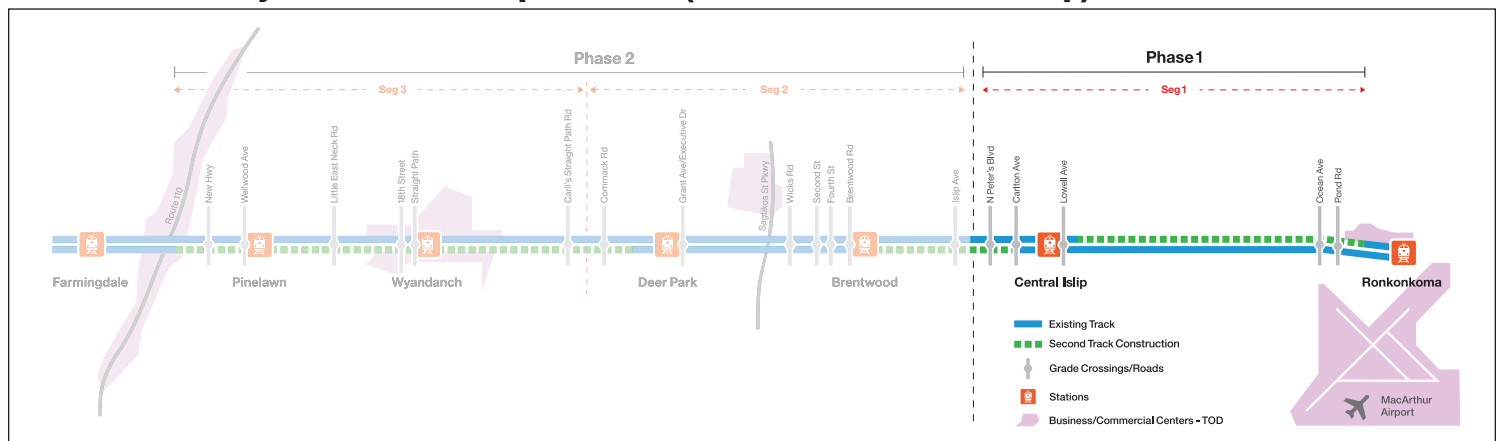 Phase 2
Phase 1
Seg 3
Seg 2
Seg 1
Route 110
New Hwy
Wellwood Ave
Little East Neck Rd
18th Street
Straight Path
Carll's Straight Path Rd
Commack Rd
Grant Ave/Executive Dr
Sagtikos St Pkwy
Wicks Rd
Second St
Fourth St
Brentwood Rd
Islip Ave
N Peter's Blvd
Carlton Ave
Lowell Ave
Ocean Ave
Pond Rd
Farmingdale
Pinelawn
Wyandanch
Deer Park
Brentwood
Central Islip
Ronkonkoma
Existing Track
Second Track Construction
Grade Crossings/Roads
Stations
Business/Commercial Centers - TOD
MacArthur
Airport